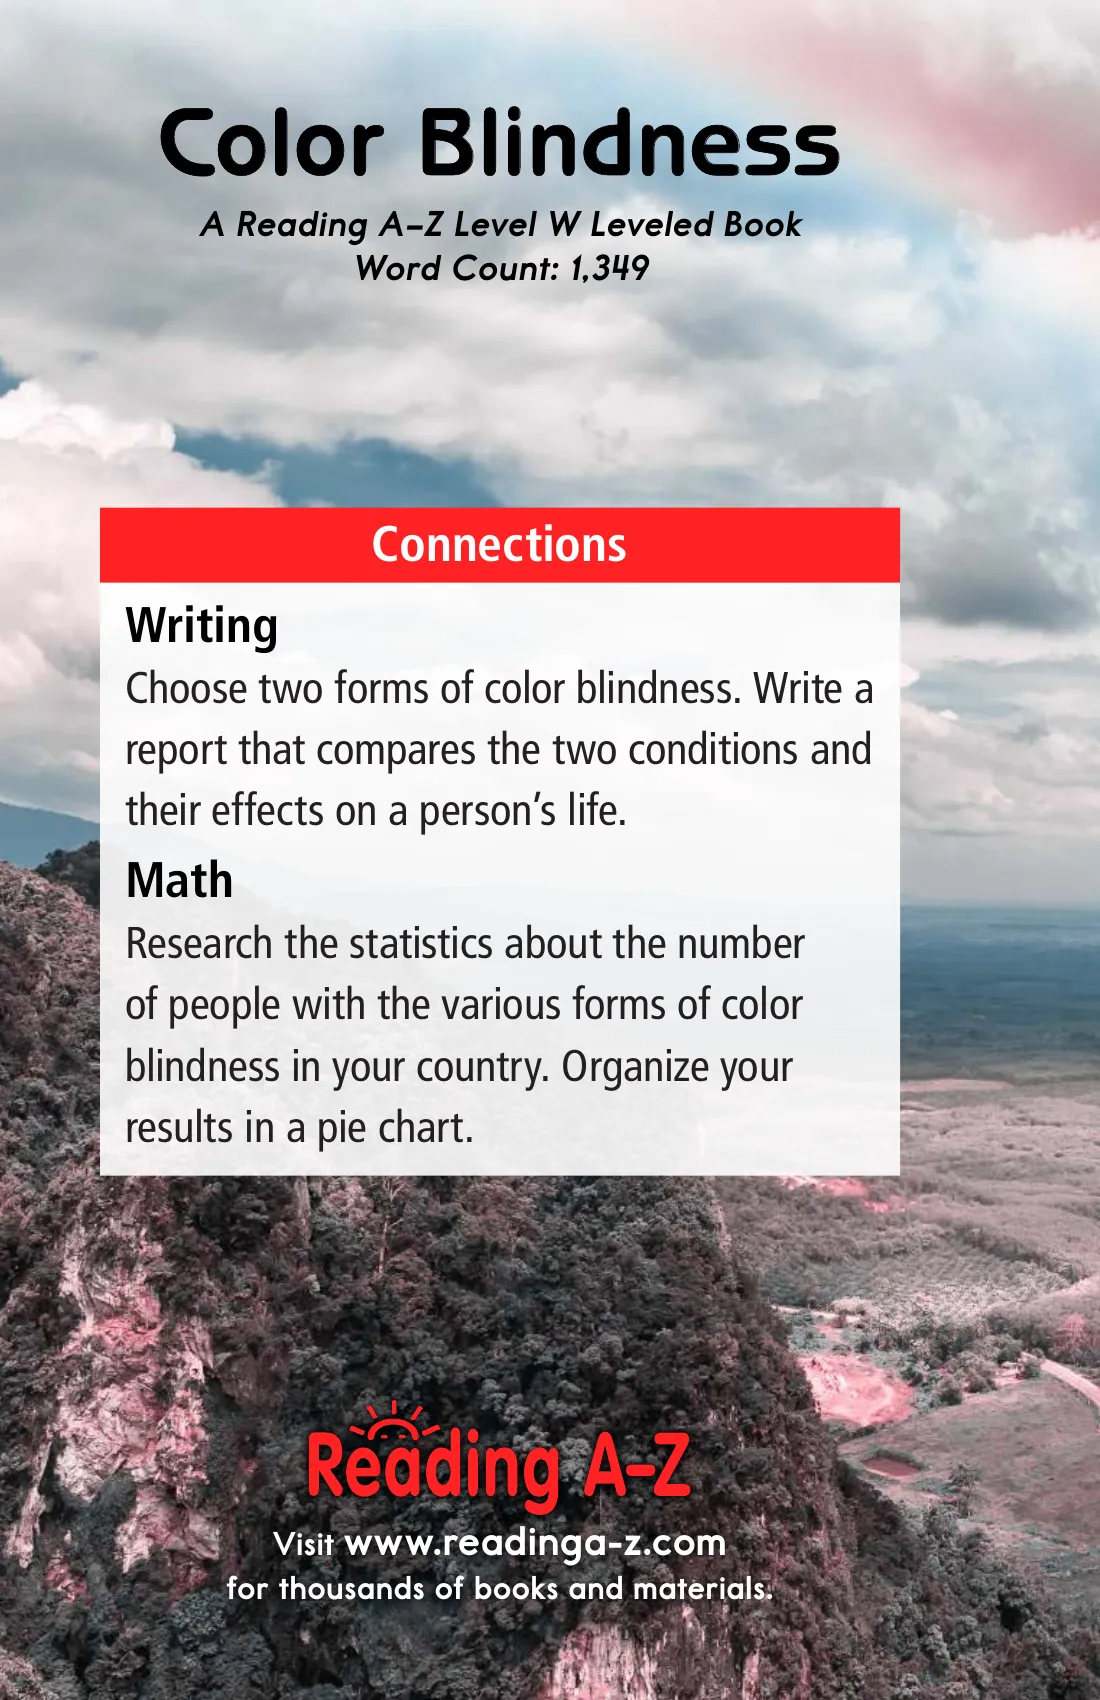 Color Blindness
A Reading A–Z Level W Leveled Book
Word Count: 1,349
Connections
Writing
Choose two forms of color blindness. Write a
report that compares the two conditions and
their effects on a person’s life.
Math
Research the statistics about the number
of people with the various forms of color
blindness in your country. Organize your
results in a pie chart.
Reading A–Z
Visit www.readinga-z.com
for thousands of books and materials.